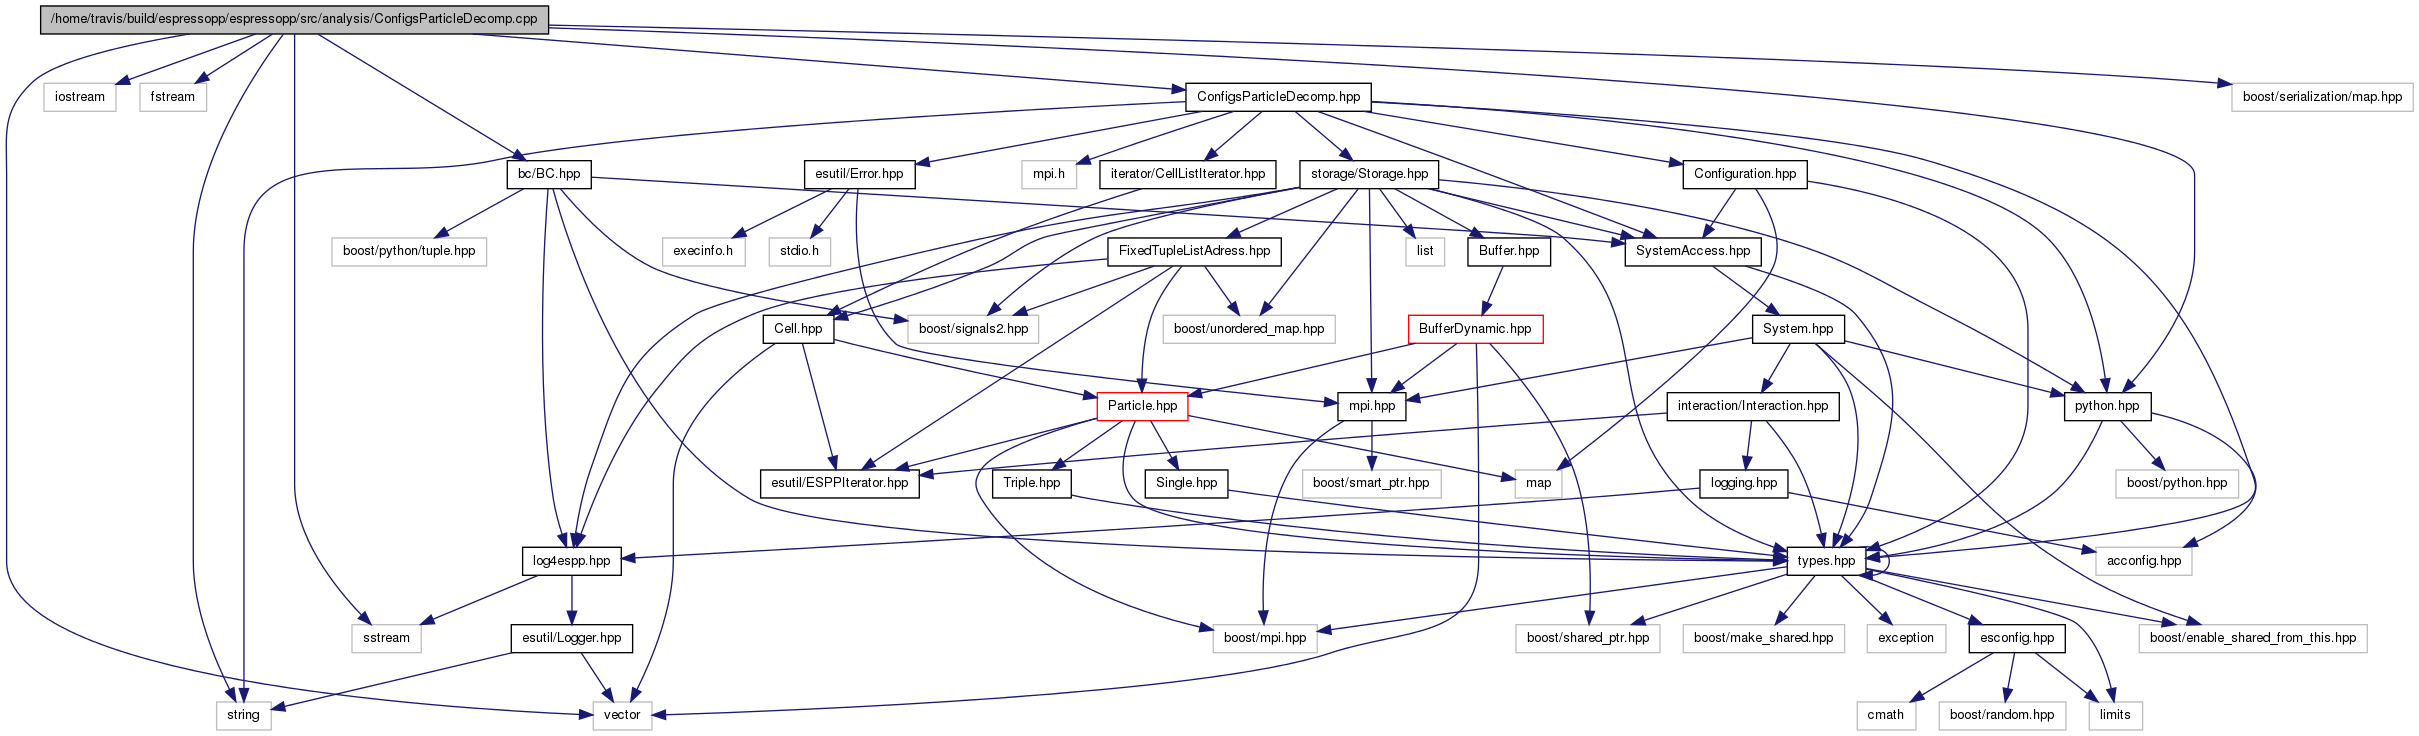 /home/travis/build/espressopp/espressopp/src/analysis/ConfigsParticleDecomp.cpp
iostream
fstream
ConfigsParticleDecomp.hpp
boost/serialization/map.hpp
bc/BC.hpp
esutil/Error.hpp
mpi.h
iterator/CellListIterator.hpp
storage/Storage.hpp
Configuration.hpp
boost/python/tuple.hpp
execinfo.h
stdio.h
FixedTupleListAdress.hpp
list
Buffer.hpp
SystemAccess.hpp
Cell.hpp
boost/signals2.hpp
boost/unordered_map.hpp
BufferDynamic.hpp
System.hpp
Particle.hpp
mpi.hpp
interaction/Interaction.hpp
python.hpp
esutil/ESPPIterator.hpp
Triple.hpp
Single.hpp
boost/smart_ptr.hpp
map
logging.hpp
boost/python.hpp
log4espp.hpp
types.hpp
acconfig.hpp
sstream
esutil/Logger.hpp
boost/mpi.hpp
boost/shared_ptr.hpp
boost/make_shared.hpp
exception
esconfig.hpp
boost/enable_shared_from_this.hpp
string
vector
cmath
boost/random.hpp
limits